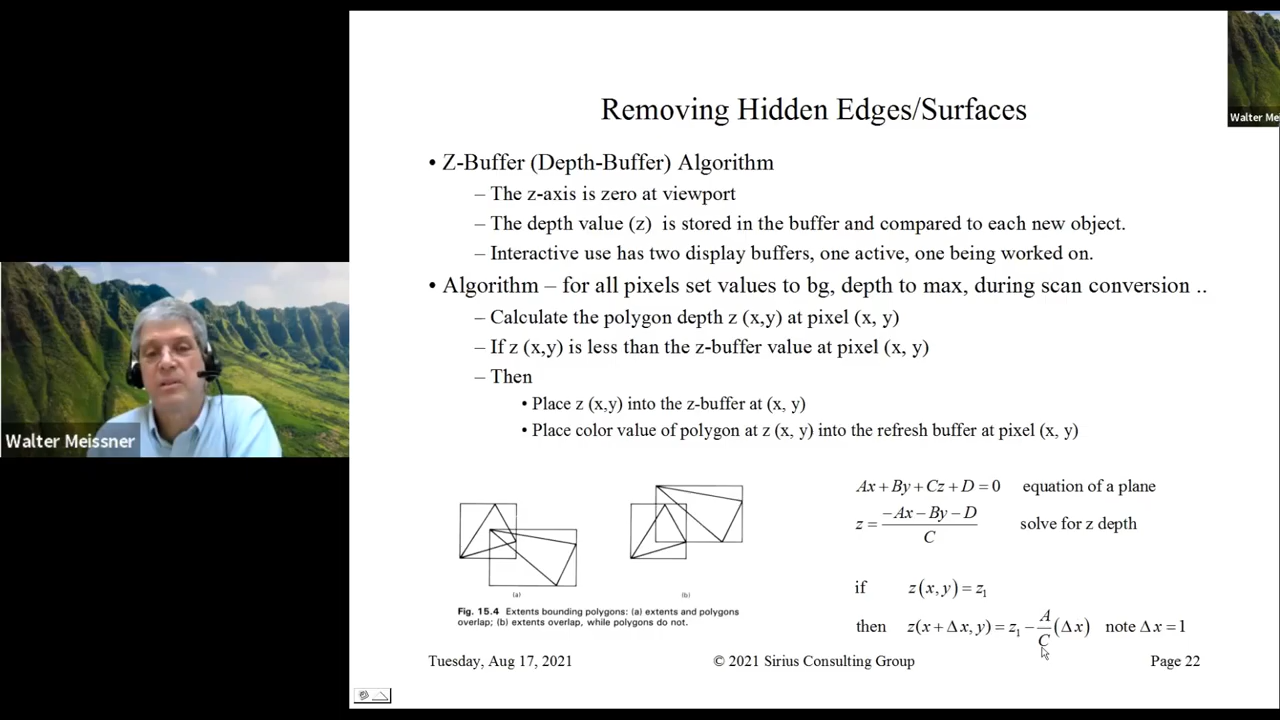 Removing Hidden Edges/Surfaces
• Z-Buffer (Depth-Buffer) Algorithm
– The z-axis is zero at viewport
– The depth value (z) is stored in the buffer and compared to each new object.
– Interactive use has two display buffers, one active, one being worked on.
• Algorithm – for all pixels set values to bg, depth to max, during scan conversion ..
– Calculate the polygon depth z (x,y) at pixel (x, y)
– If z (x,y) is less than the z-buffer value at pixel (x, y)
– Then
• Place z (x,y) into the z-buffer at (x, y)
• Place color value of polygon at z (x, y) into the refresh buffer at pixel (x, y)
(a) (b)
Fig. 15.4 Extents bounding polygons: (a) extents and polygons
overlap; (b) extents overlap, while polygons do not.
Ax + By + Cz + D = 0 equation of a plane
z = (−Ax − By − D) / C solve for z depth
if z(x, y) = z₁
then z(x + Δx, y) = z₁ − A/C (Δx) note Δx = 1
Tuesday, Aug 17, 2021 © 2021 Sirius Consulting Group Page 22
Walter Meissner
Walter Mei